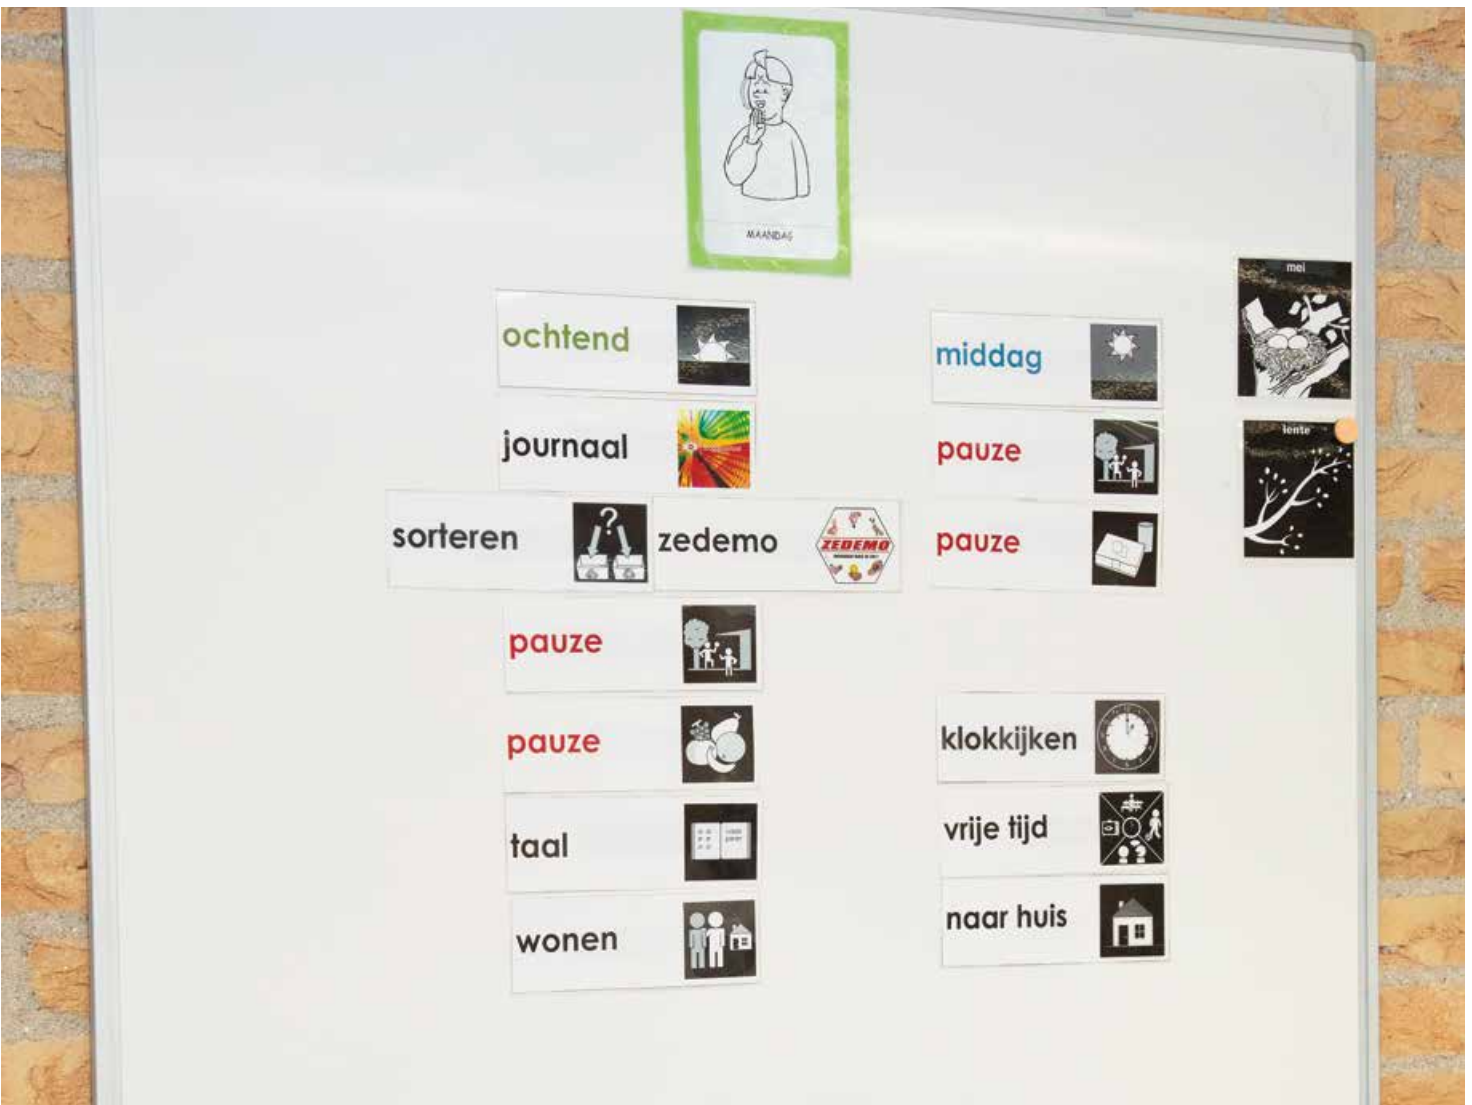 MAANDAG
ochtend
journaal
sorteren
zedemo
ZEDEMO
pauze
pauze
taal
wonen
middag
pauze
pauze
klokkijken
vrije tijd
naar huis
mei
lente